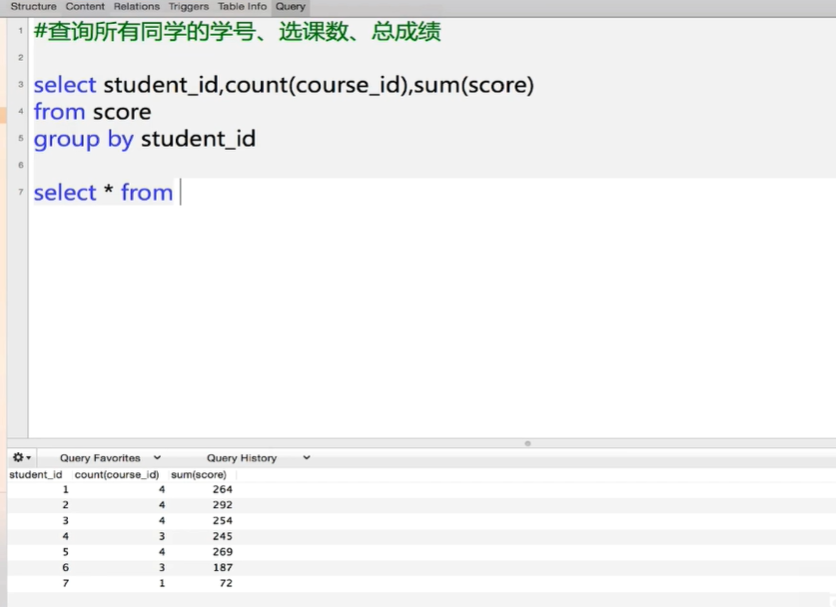 Structure Content Relations Triggers Table Info Query
1 #查询所有同学的学号、选课数、总成绩
2
3 select student_id,count(course_id),sum(score)
4 from score
5 group by student_id
6
7 select * from
Query Favorites Query History
student_id count(course_id) sum(score)
1 4 264
2 4 292
3 4 254
4 3 245
5 4 269
6 3 187
7 1 72